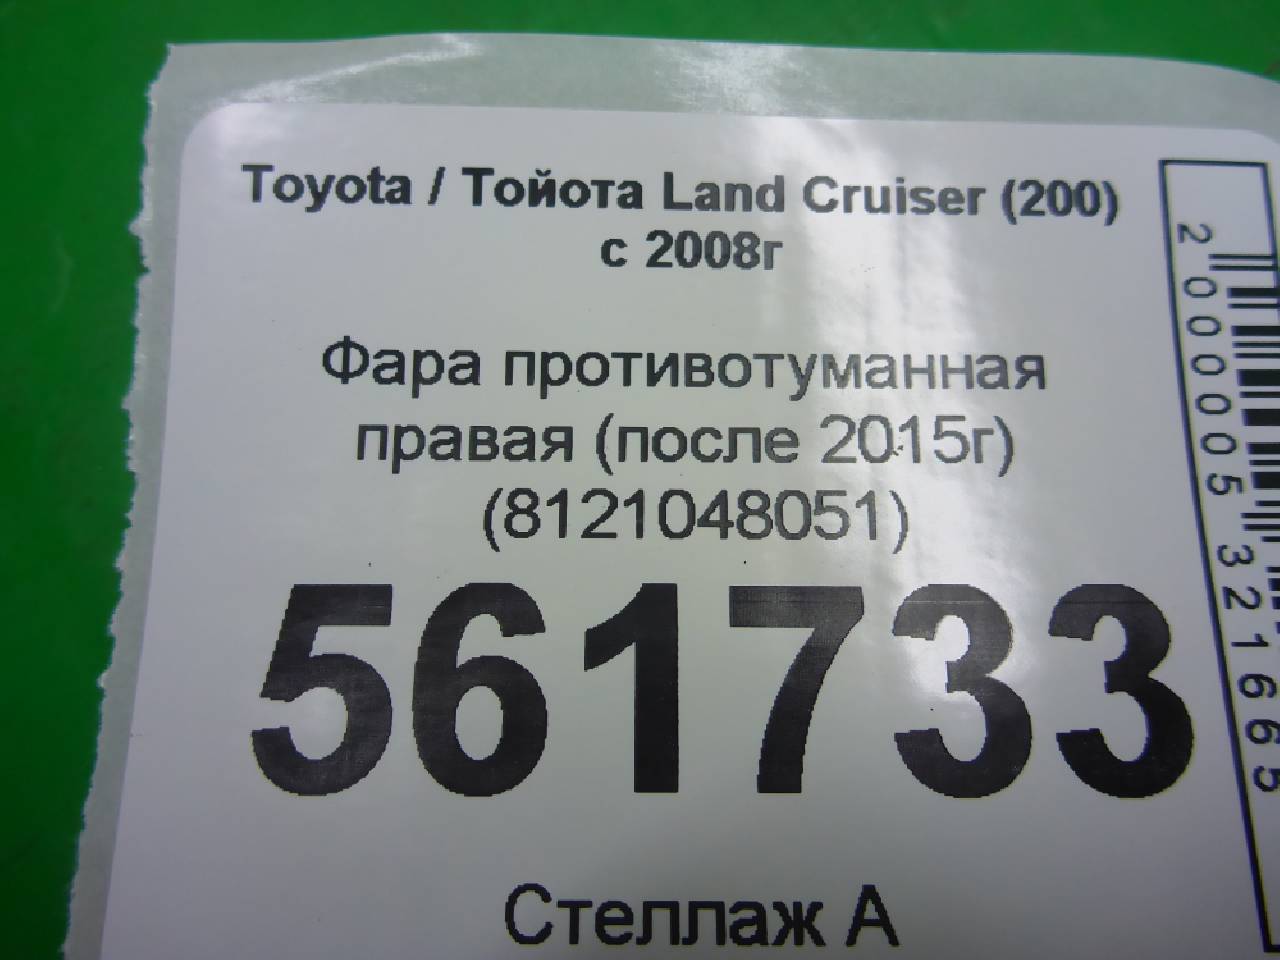 Toyota / Тойота Land Cruiser (200)
с 2008г
Фара противотуманная
правая (после 2015г)
(8121048051)
561733
Стеллаж А
2000005321665